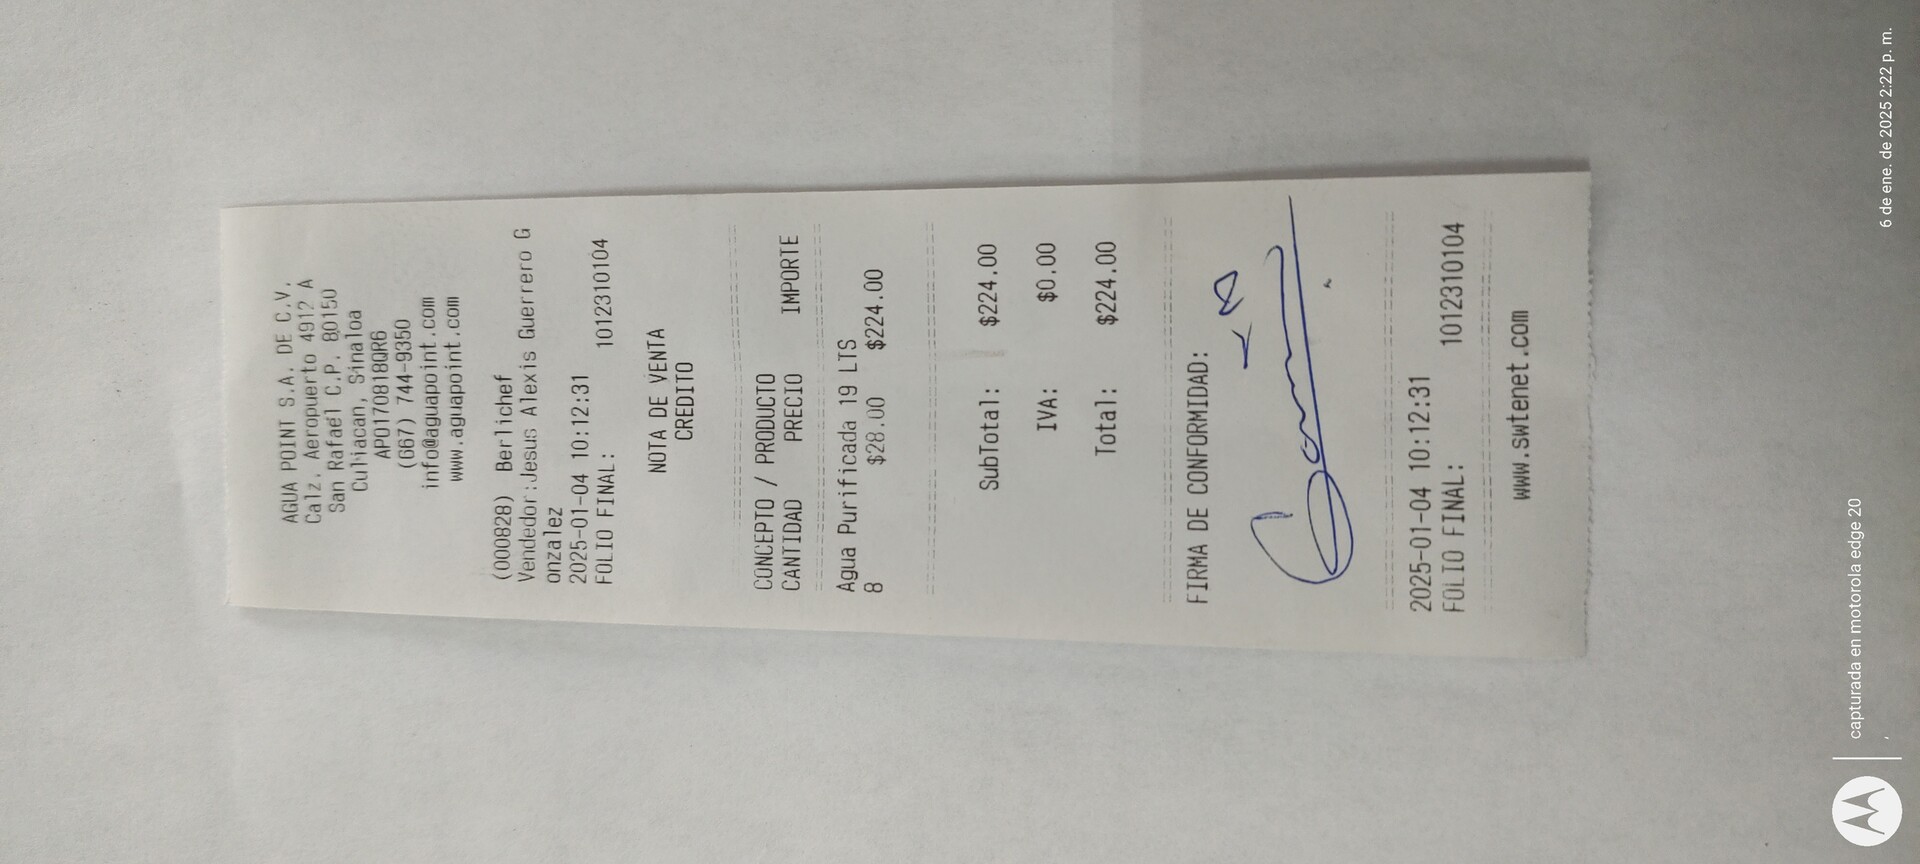 AGUA POINT S.A. DE C.V.
Calz. Aeropuerto 4912 A
San Rafael C.P. 80150
Culiacan, Sinaloa
APO170818QR6
(667) 744-9350
info@aguapoint.com
www.aguapoint.com
(000828) Berlichef
Vendedor:Jesus Alexis Guerrero G
onzalez
2025-01-04 10:12:31
FOLIO FINAL: 1012310104
NOTA DE VENTA
CREDITO
CONCEPTO / PRODUCTO
CANTIDAD PRECIO IMPORTE
Agua Purificada 19 LTS
8 $28.00 $224.00
SubTotal: $224.00
IVA: $0.00
Total: $224.00
FIRMA DE CONFORMIDAD:
2025-01-04 10:12:31
FOLIO FINAL: 1012310104
www.swtenet.com
capturada en motorola edge 20
,
6 de ene. de 2025 2:22 p. m.